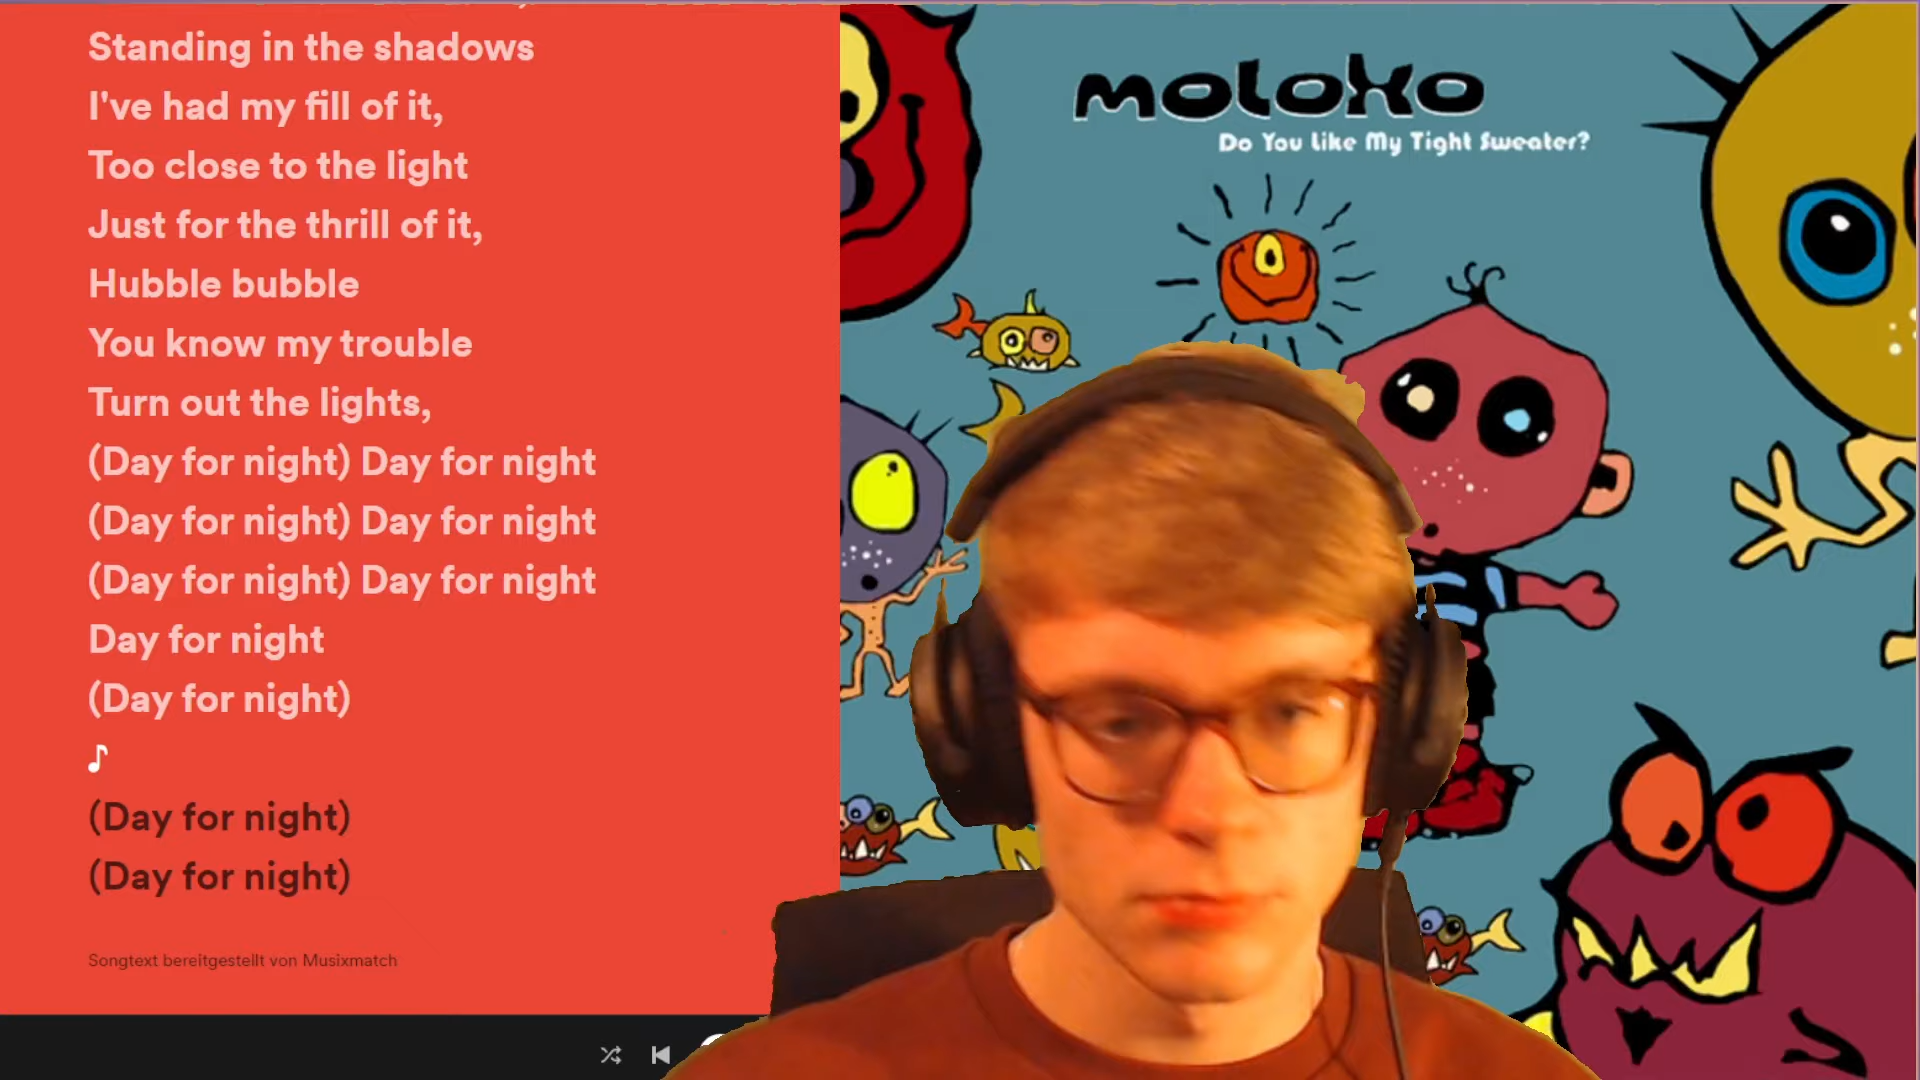 Standing in the shadows
I've had my fill of it,
Too close to the light
Just for the thrill of it,
Hubble bubble
You know my trouble
Turn out the lights,
(Day for night) Day for night
(Day for night) Day for night
(Day for night) Day for night
Day for night
(Day for night)
♪
(Day for night)
(Day for night)
Songtext bereitgestellt von Musixmatch
moloko
Do You Like My Tight Sweater?